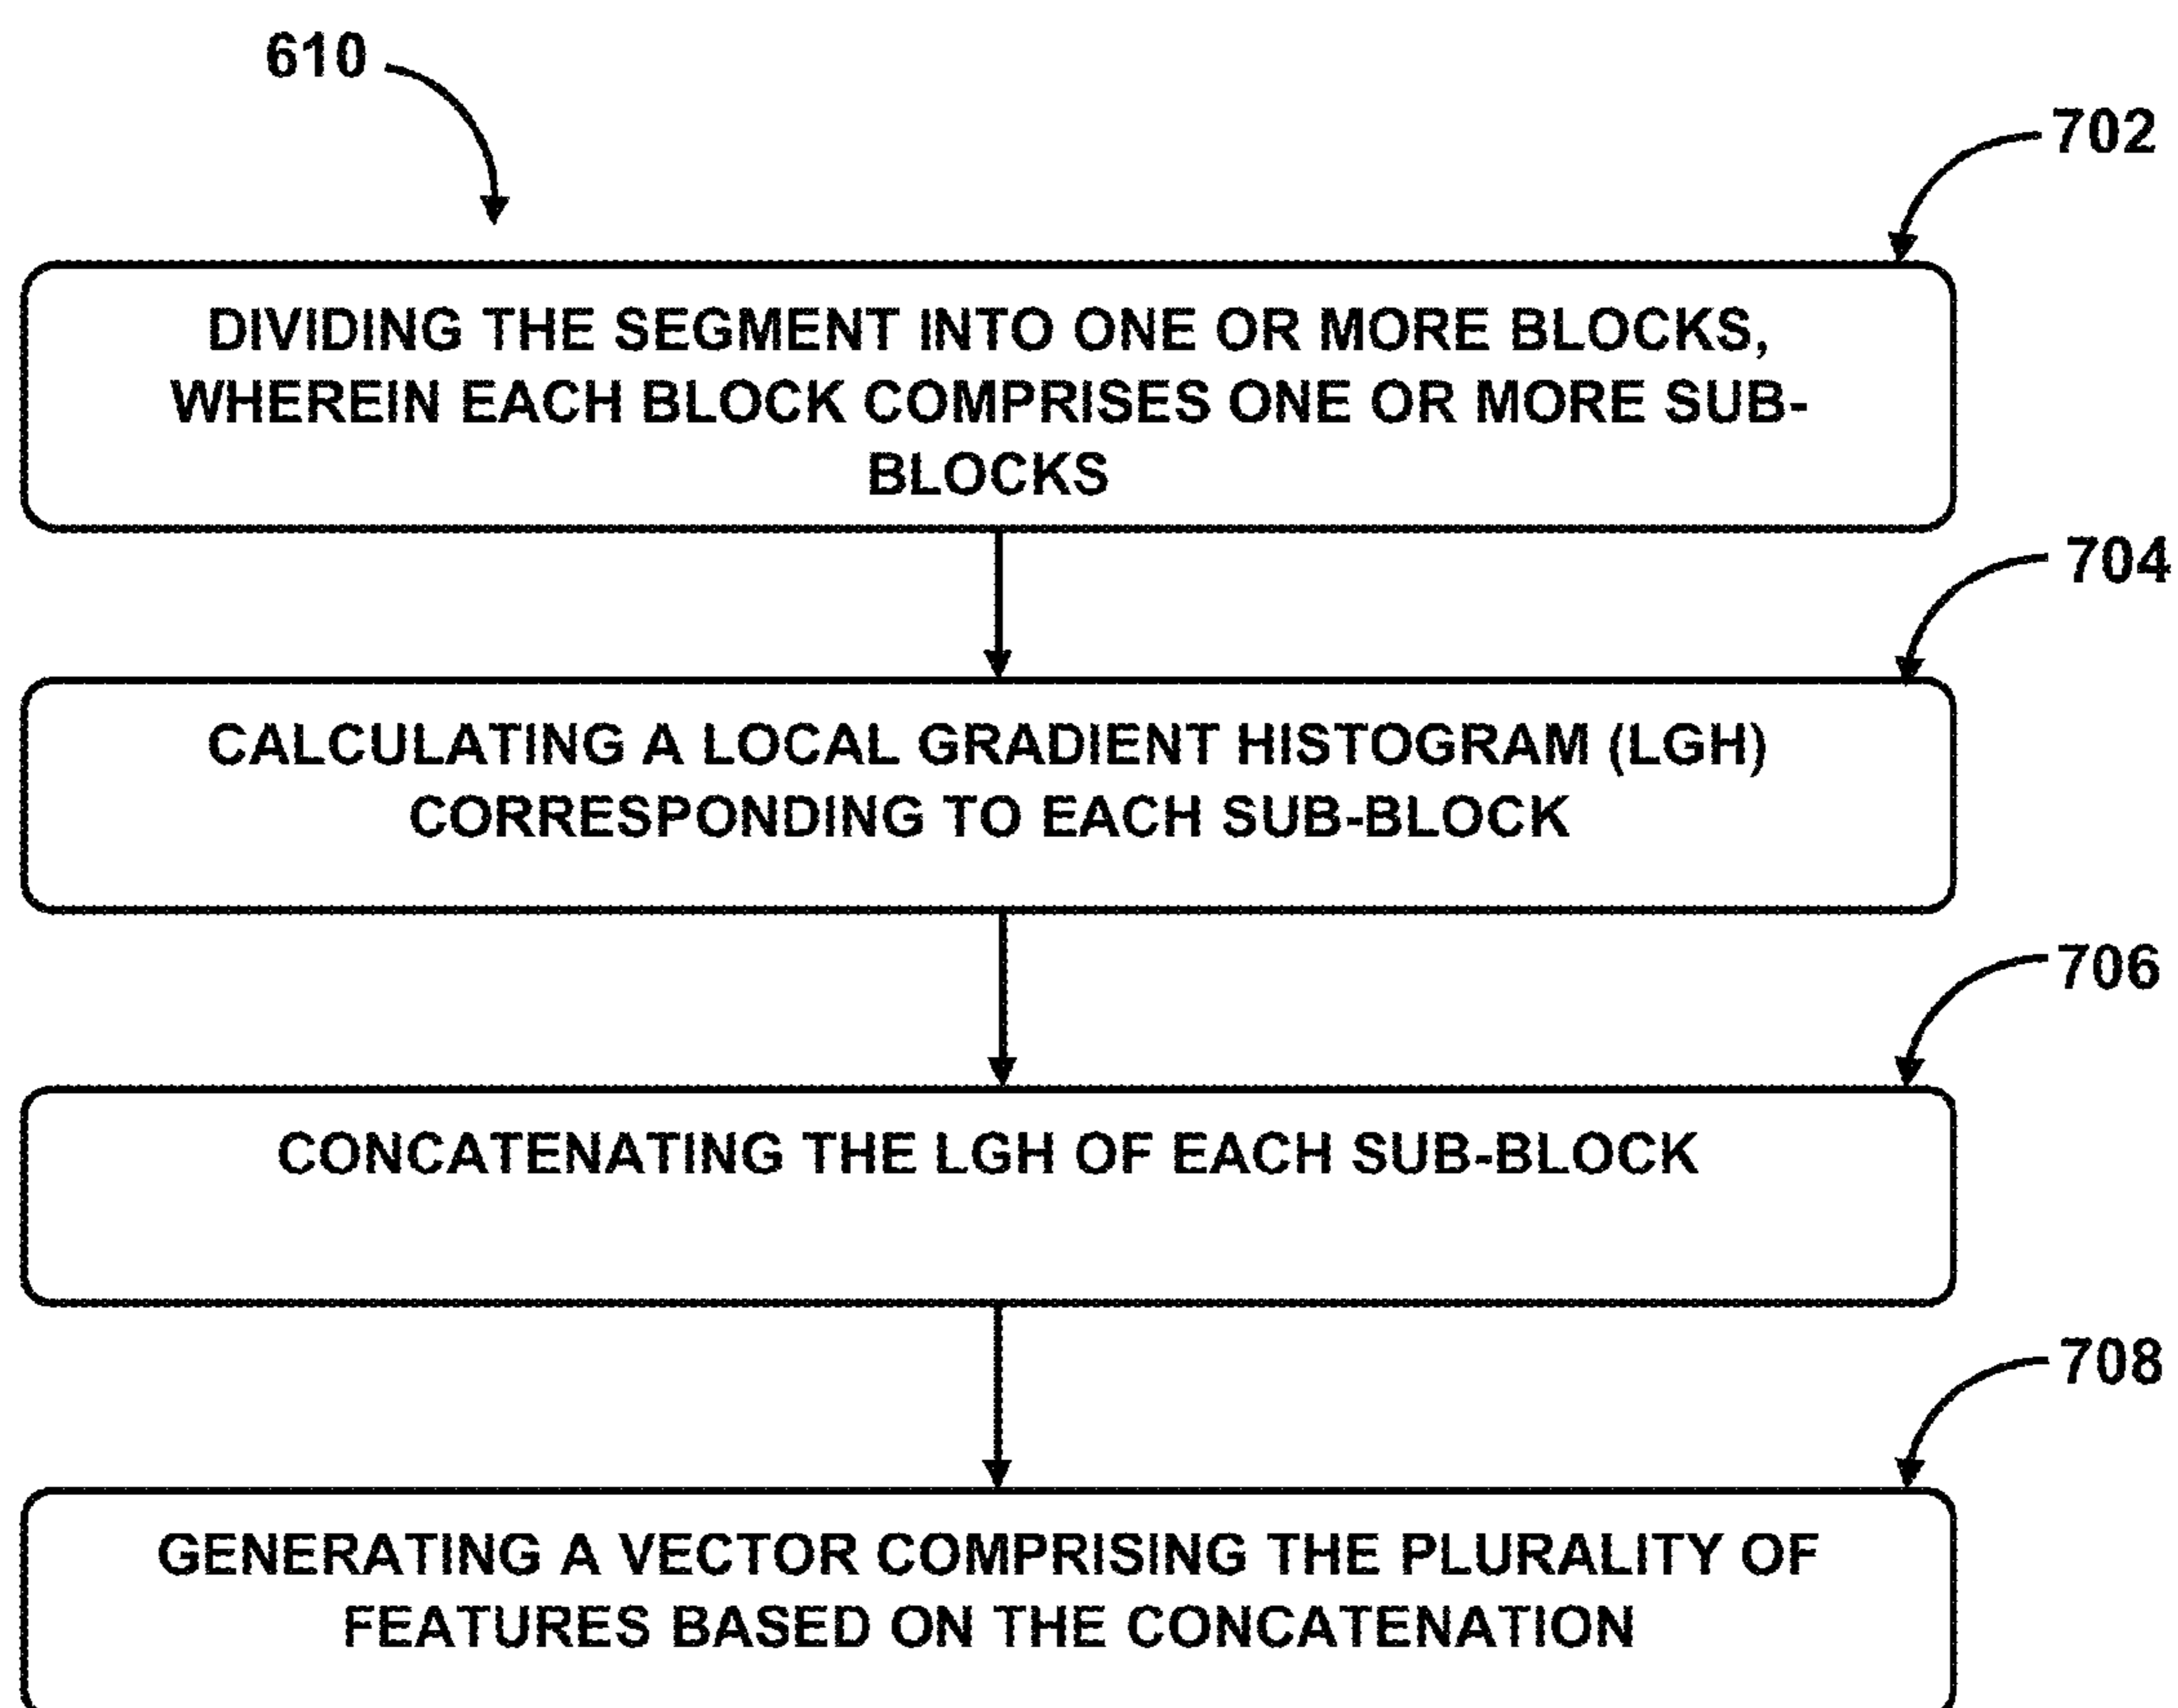 610
702
DIVIDING THE SEGMENT INTO ONE OR MORE BLOCKS,
WHEREIN EACH BLOCK COMPRISES ONE OR MORE SUB-
BLOCKS
704
CALCULATING A LOCAL GRADIENT HISTOGRAM (LGH)
CORRESPONDING TO EACH SUB-BLOCK
706
CONCATENATING THE LGH OF EACH SUB-BLOCK
708
GENERATING A VECTOR COMPRISING THE PLURALITY OF
FEATURES BASED ON THE CONCATENATION